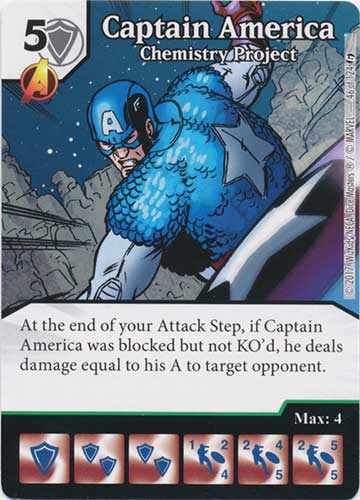 5
Captain America
Chemistry Project
At the end of your Attack Step, if Captain
America was blocked but not KO'd, he deals
damage equal to his A to target opponent.
Max: 4
1 2 4
2 4 5
2 5 5
A
A